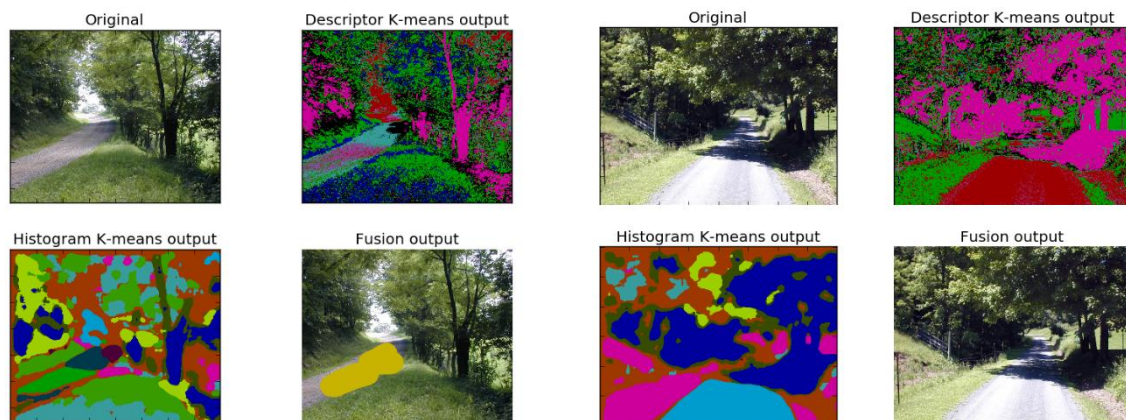 Original
Descriptor K-means output
Original
Descriptor K-means output
Histogram K-means output
Fusion output
Histogram K-means output
Fusion output